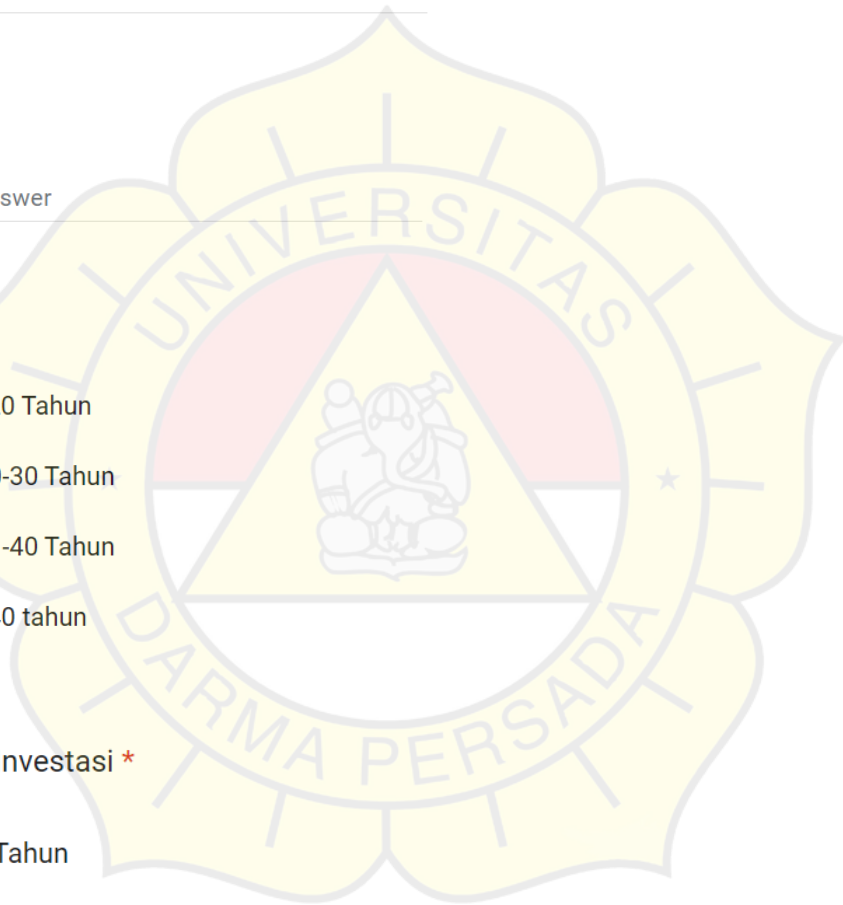 swer
UNIVERSITAS
0 Tahun
-30 Tahun
-40 Tahun
0 tahun
DARMA PERSADA
nvestasi *
Tahun